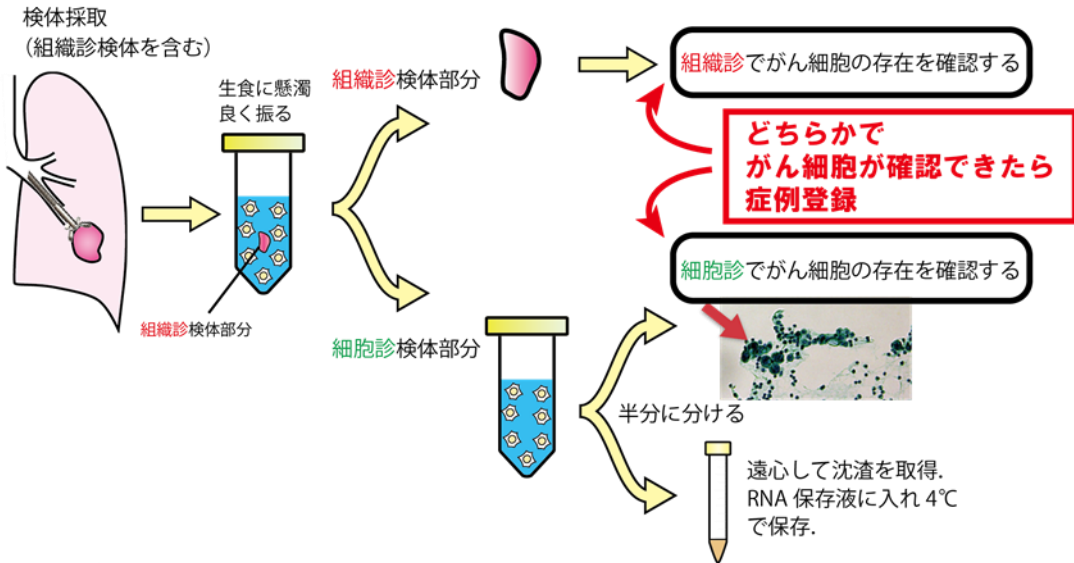 検体採取
（組織診検体を含む）
生食に懸濁
良く振る
組織診検体部分
組織診検体部分
組織診でがん細胞の存在を確認する
どちらかで
がん細胞が確認できたら
症例登録
細胞診でがん細胞の存在を確認する
細胞診検体部分
半分に分ける
遠心して沈渣を取得.
RNA 保存液に入れ 4℃
で保存.